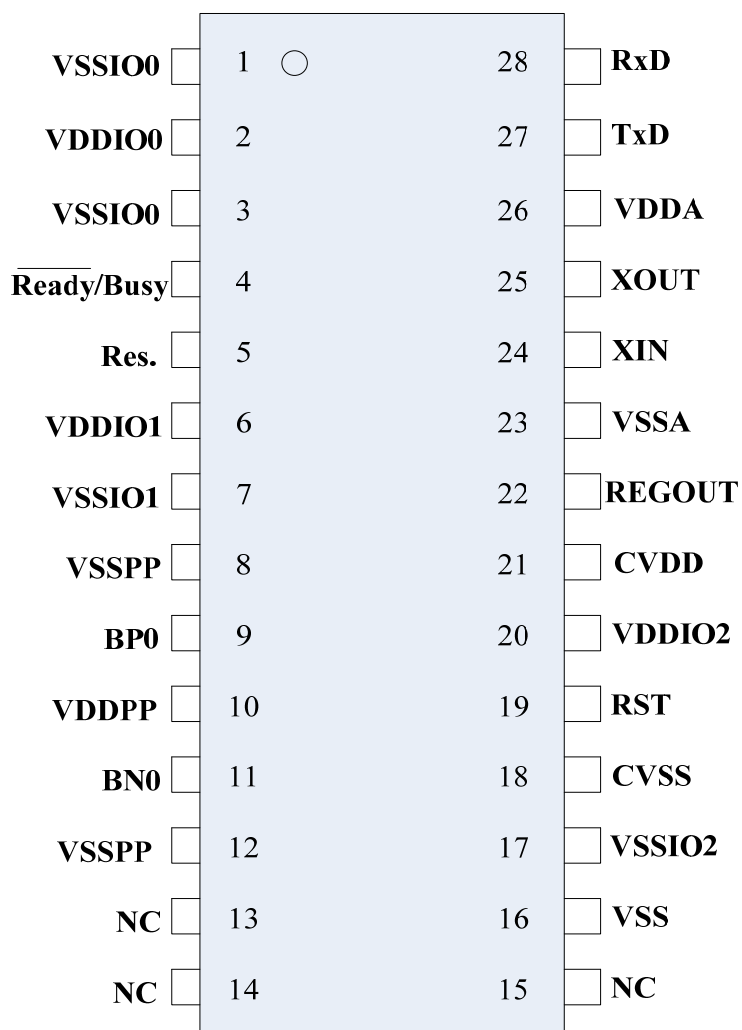 VSSIO0 1 28 RxD
VDDIO0 2 27 TxD
VSSIO0 3 26 VDDA
Ready/Busy 4 25 XOUT
Res. 5 24 XIN
VDDIO1 6 23 VSSA
VSSIO1 7 22 REGOUT
VSSPP 8 21 CVDD
BP0 9 20 VDDIO2
VDDPP 10 19 RST
BN0 11 18 CVSS
VSSPP 12 17 VSSIO2
NC 13 16 VSS
NC 14 15 NC